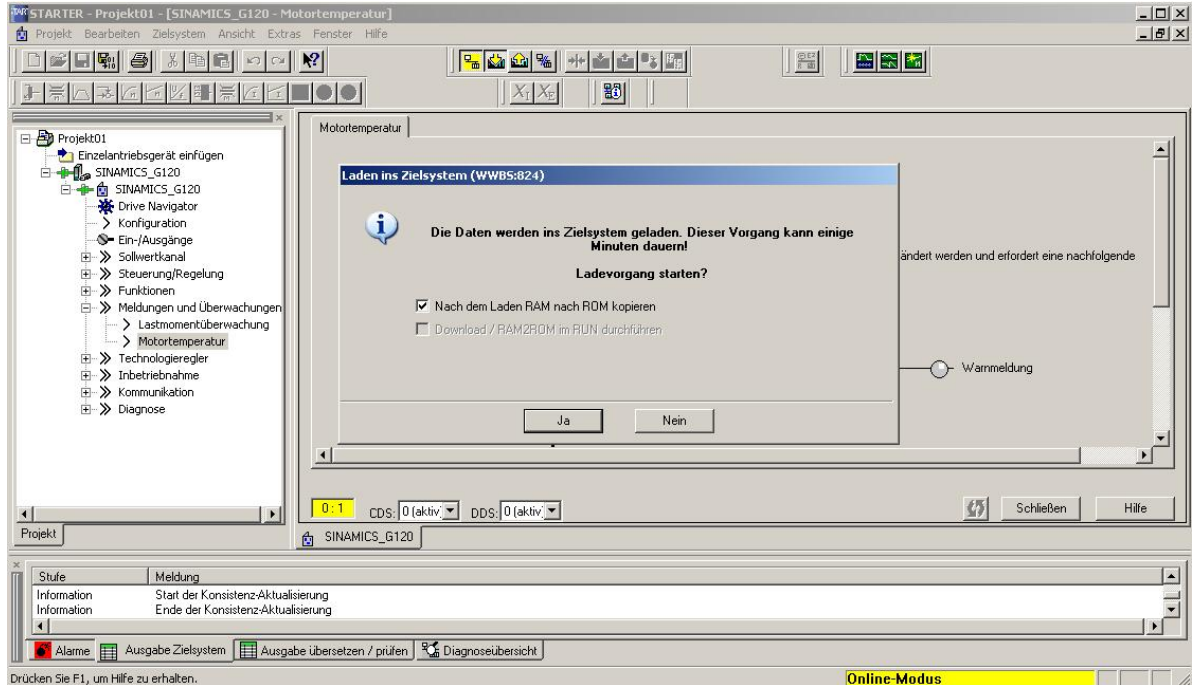 STARTER - Projekt01 - [SINAMICS_G120 - Motortemperatur]
Projekt Bearbeiten Zielsystem Ansicht Extras Fenster Hilfe
Projekt01
Einzelantriebsgerät einfügen
SINAMICS_G120
SINAMICS_G120
Drive Navigator
Konfiguration
Ein-/Ausgänge
Sollwertkanal
Steuerung/Regelung
Funktionen
Meldungen und Überwachungen
Lastmomentüberwachung
Motortemperatur
Technologieregler
Inbetriebnahme
Kommunikation
Diagnose
Projekt
Motortemperatur
Laden ins Zielsystem (WWBS:824)
Die Daten werden ins Zielsystem geladen. Dieser Vorgang kann einige
Minuten dauern!
Ladevorgang starten?
Nach dem Laden RAM nach ROM kopieren
Download / RAM2ROM im RUN durchführen
Ja Nein
ändert werden und erfordert eine nachfolgende
Warnmeldung
0 : 1 CDS: 0 (aktiv) DDS: 0 (aktiv)
Schließen Hilfe
SINAMICS_G120
Stufe Meldung
Information Start der Konsistenz-Aktualisierung
Information Ende der Konsistenz-Aktualisierung
Alarme Ausgabe Zielsystem Ausgabe übersetzen / prüfen Diagnoseübersicht
Drücken Sie F1, um Hilfe zu erhalten. Online-Modus